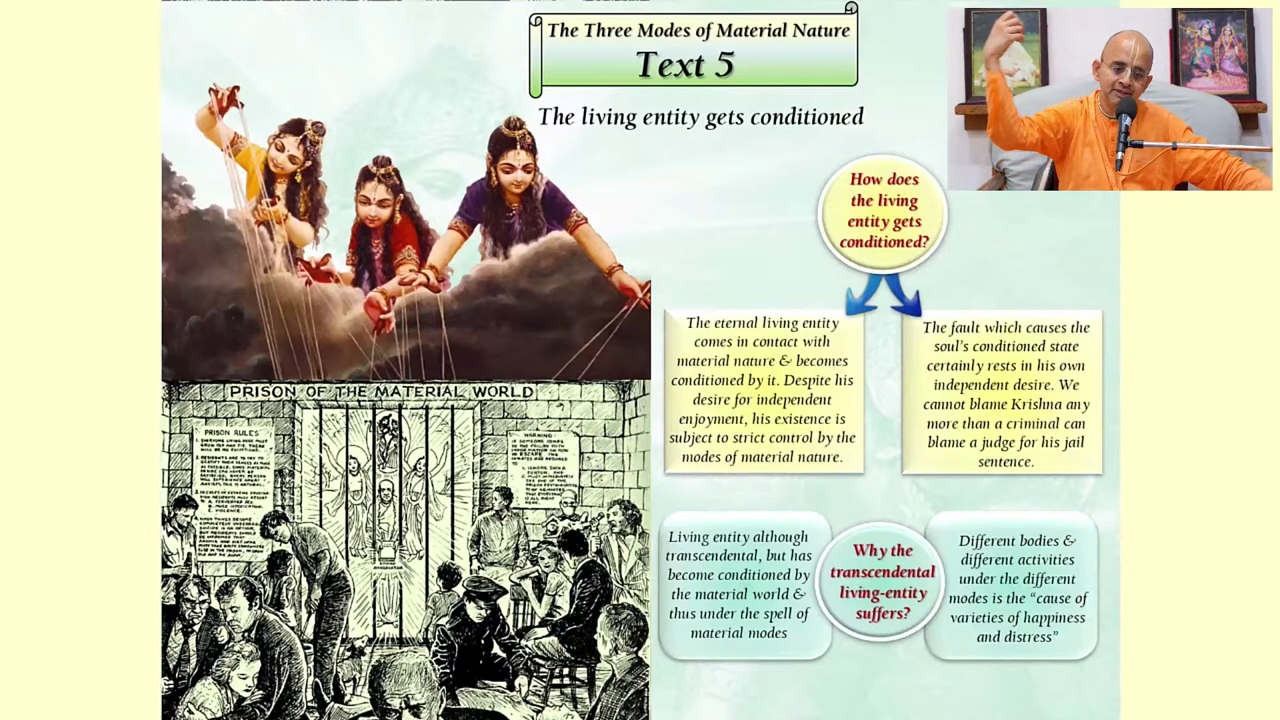 The Three Modes of Material Nature
Text 5
The living entity gets conditioned
How does
the living
entity gets
conditioned?
The eternal living entity
comes in contact with
material nature & becomes
conditioned by it. Despite his
desire for independent
enjoyment, his existence is
subject to strict control by the
modes of material nature.
The fault which causes the
soul's conditioned state
certainly rests in his own
independent desire. We
cannot blame Krishna any
more than a criminal can
blame a judge for his jail
sentence.
PRISON OF THE MATERIAL WORLD
PRISON RULES
WARNING:
Living entity although
transcendental, but has
become conditioned by
the material world &
thus under the spell of
material modes
Why the
transcendental
living-entity
suffers?
Different bodies &
different activities
under the different
modes is the “cause of
varieties of happiness
and distress”